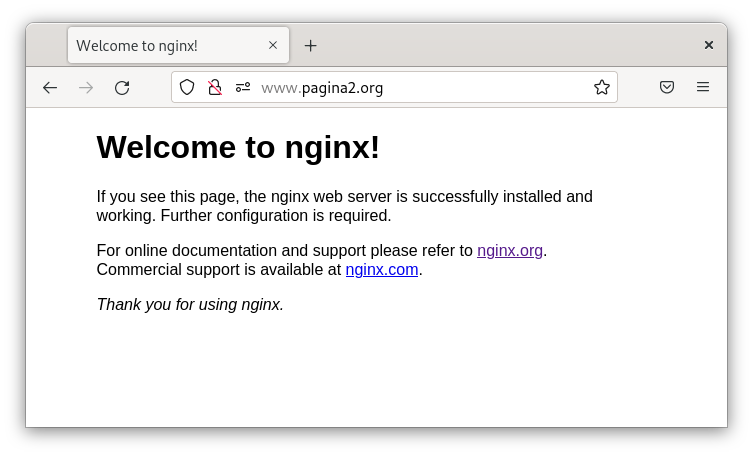 Welcome to nginx!
www.pagina2.org
Welcome to nginx!
If you see this page, the nginx web server is successfully installed and
working. Further configuration is required.
For online documentation and support please refer to nginx.org.
Commercial support is available at nginx.com.
Thank you for using nginx.